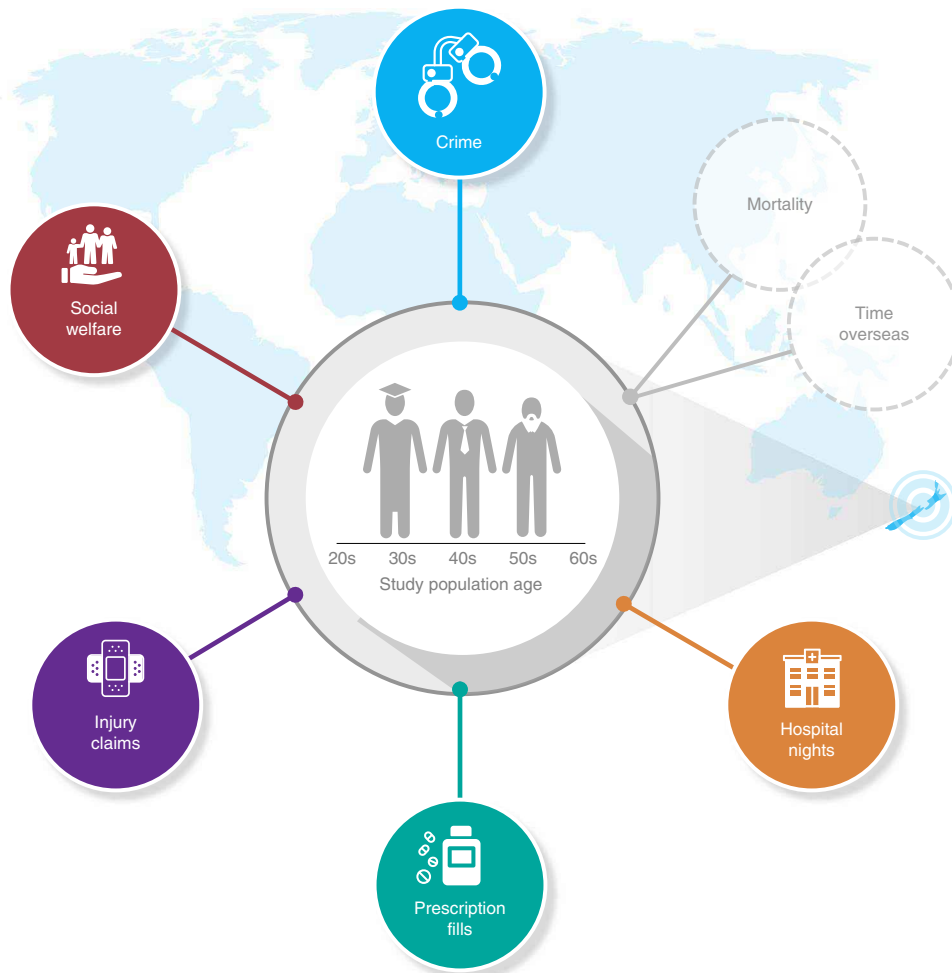 Crime
Mortality
Social
welfare
Time
overseas
20s 30s 40s 50s 60s
Study population age
Injury
claims
Hospital
nights
Prescription
fills